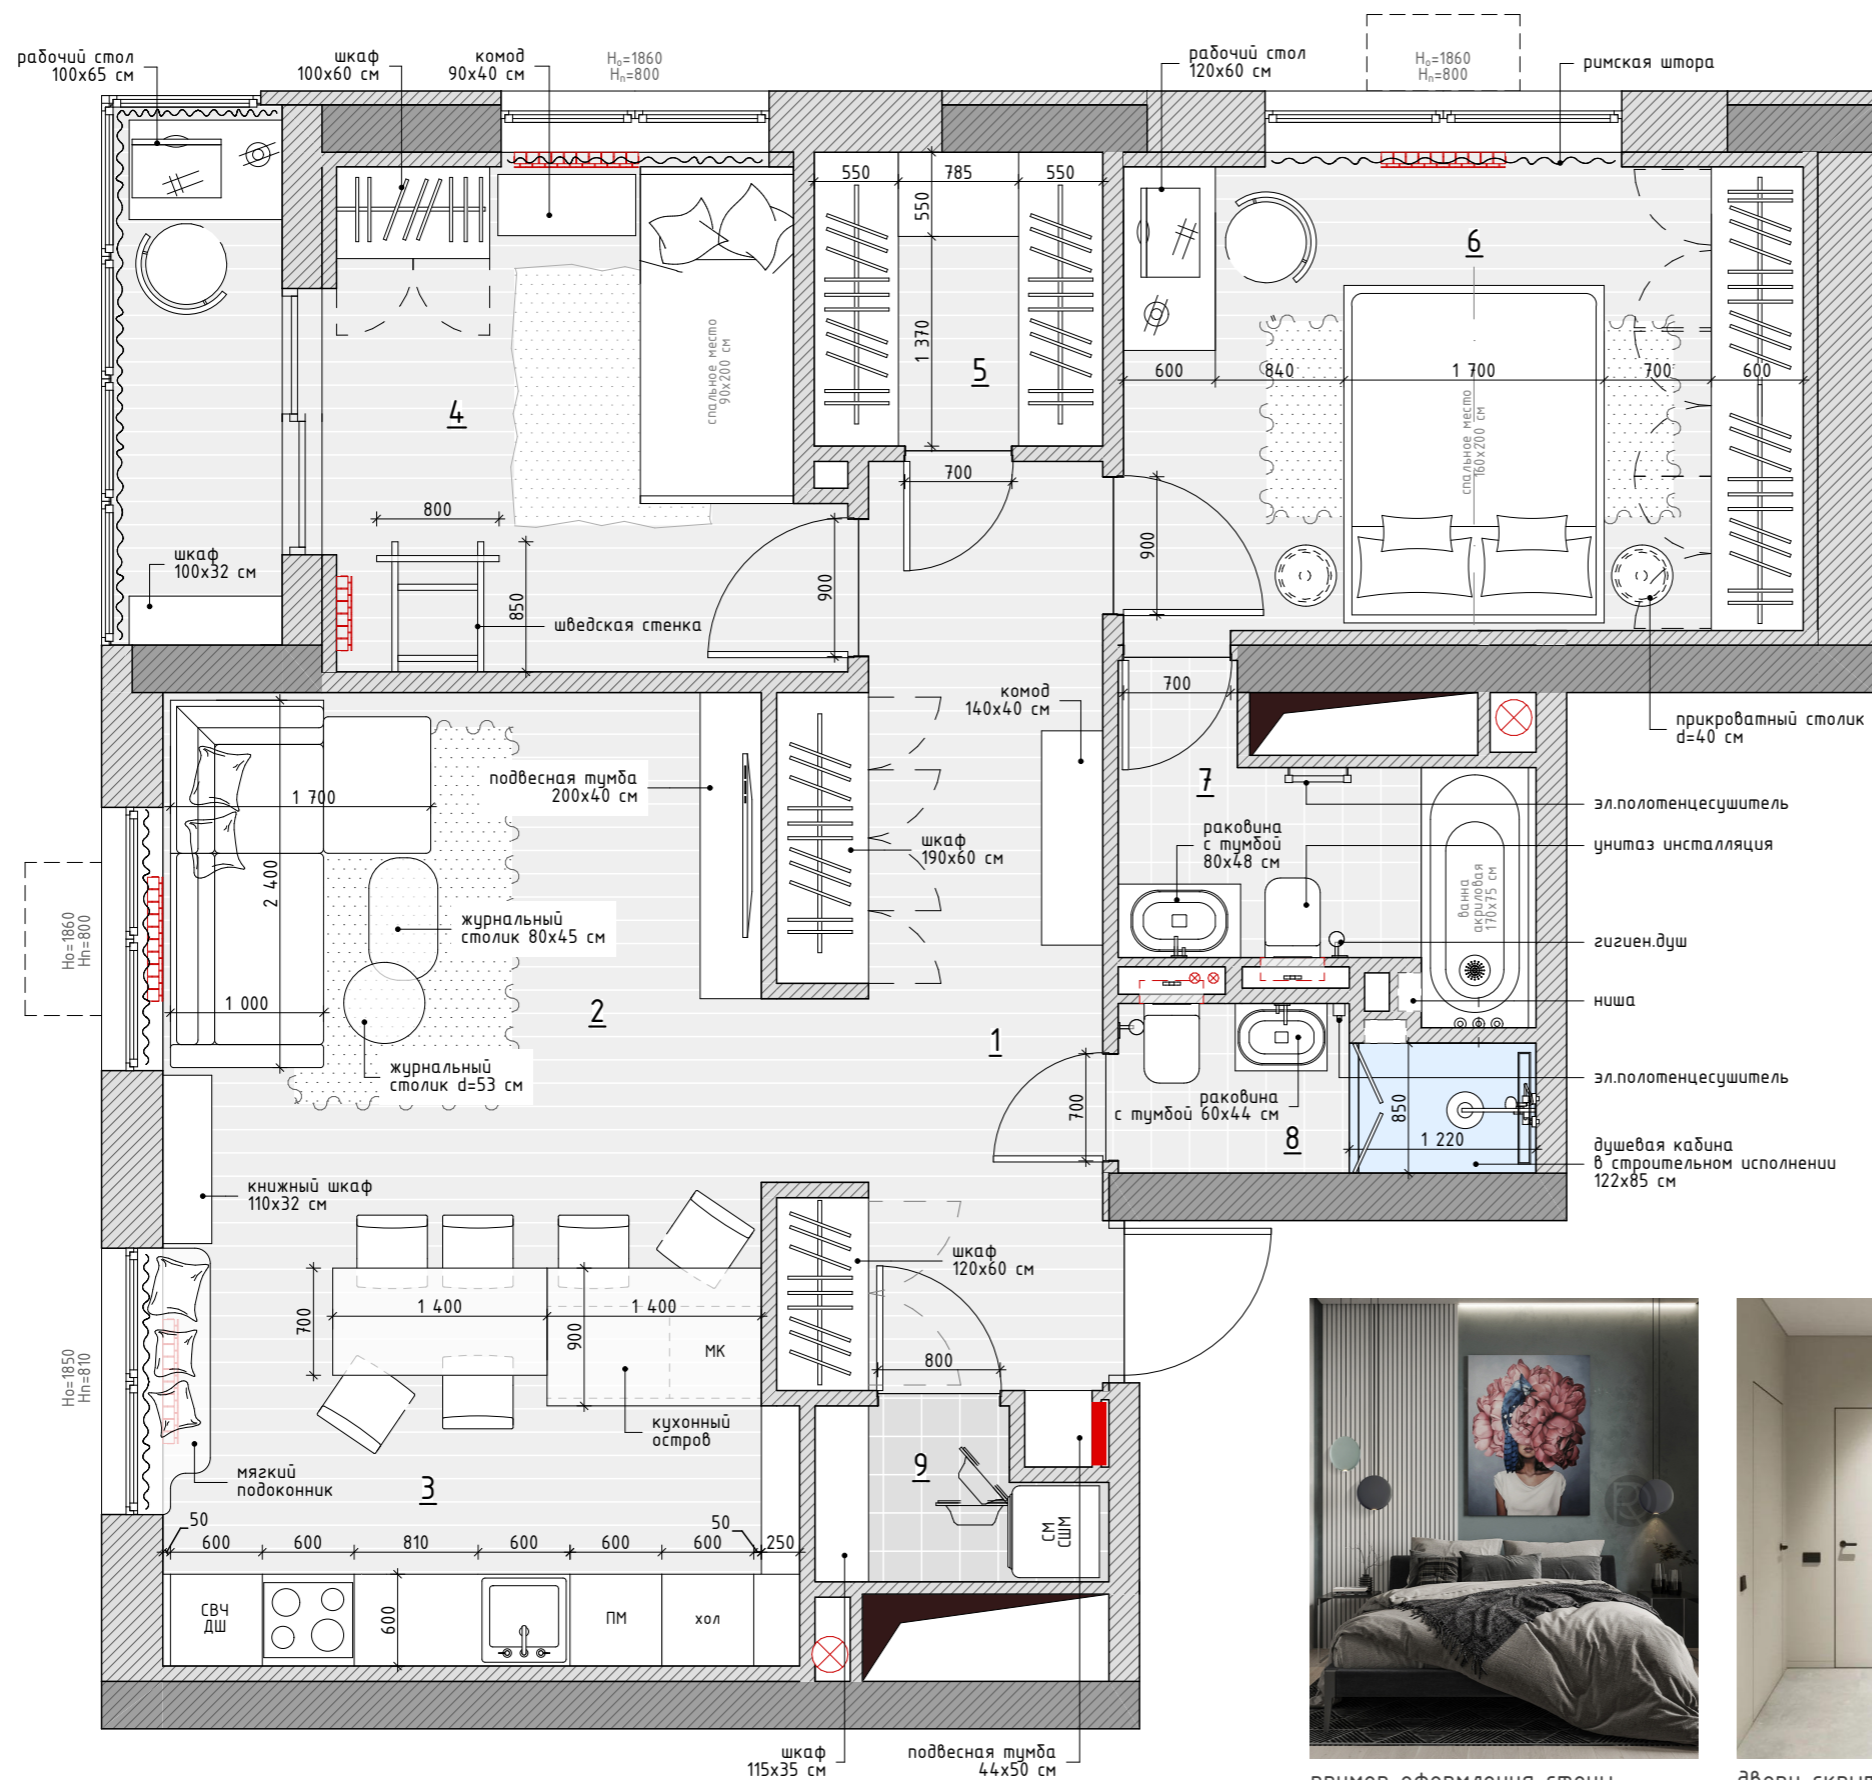 рабочий стол
100x65 см
шкаф
100x60 см
комод
90x40 см
Hₒ=1860
Hₙ=800
рабочий стол
120x60 см
Hₒ=1860
Hₙ=800
римская штора
550
785
550
550
1 370
5
6
4
спальное место
90x200 см
600
840
1 700
700
600
спальное место
160x200 см
700
800
850
900
900
шкаф
100x32 см
шведская стенка
комод
140x40 см
700
прикроватный столик
d=40 см
подвесная тумба
200x40 см
1 700
2 400
1 000
шкаф
190x60 см
7
раковина
с тумбой
80x48 см
эл.полотенцесушитель
унитаз инсталляция
ванна
акриловая
170x75 см
гигиен.душ
ниша
Hо=1860
Hп=800
журнальный
столик 80x45 см
2
1
журнальный
столик d=53 см
700
раковина
с тумбой 60x44 см
эл.полотенцесушитель
8
850
1 220
душевая кабина
в строительном исполнении
122x85 см
книжный шкаф
110x32 см
шкаф
120x60 см
1 400
1 400
700
900
МК
800
Hо=1850
Hп=810
кухонный
остров
мягкий
подоконник
3
9
СМ
СШМ
50
600
600
810
600
600
600
50
250
СВЧ
ДШ
600
ПМ
хол
шкаф
115x35 см
подвесная тумба
44x50 см